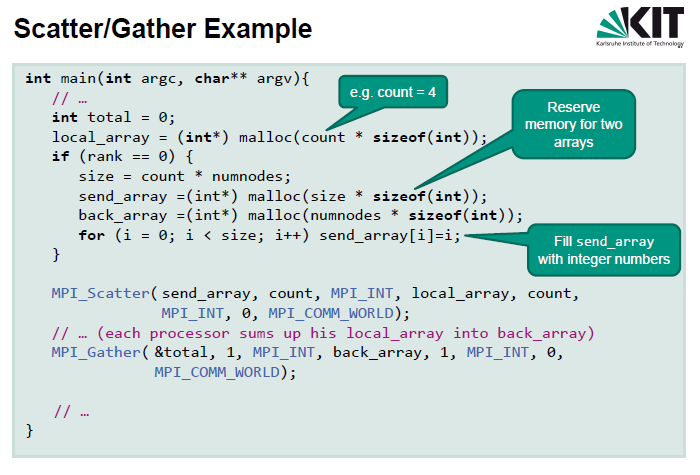 Scatter/Gather Example
KIT
Karlsruhe Institute of Technology
int main(int argc, char** argv){
// …
int total = 0;
e.g. count = 4
local_array = (int*) malloc(count * sizeof(int));
Reserve
memory for two
arrays
if (rank == 0) {
size = count * numnodes;
send_array =(int*) malloc(size * sizeof(int));
back_array =(int*) malloc(numnodes * sizeof(int));
for (i = 0; i < size; i++) send_array[i]=i;
Fill send_array
with integer numbers
}
MPI_Scatter( send_array, count, MPI_INT, local_array, count,
MPI_INT, 0, MPI_COMM_WORLD);
// … (each processor sums up his local_array into back_array)
MPI_Gather( &total, 1, MPI_INT, back_array, 1, MPI_INT, 0,
MPI_COMM_WORLD);
// …
}